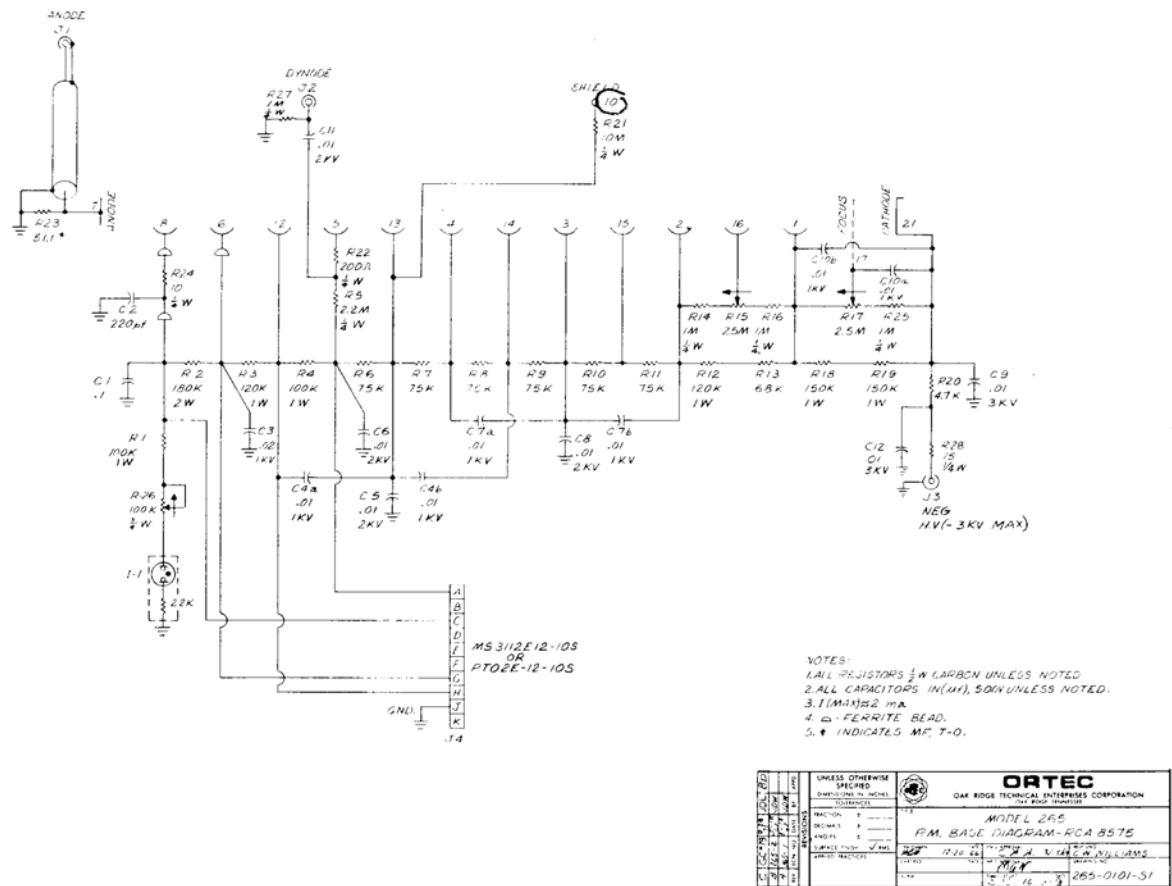 ANODE
J1
DYNODE
J2
R27
1M
¼W
C11
.01
2KV
SHIELD
10
R21
10M
¼ W
R23
51.1 *
7
ANODE
8
6
12
5
13
4
14
3
15
2
16
1
FOCUS
17
CATHODE
21
R24
10
¼ W
C2
220pf
R22
200Ω
¼ W
R5
2.2M
¼ W
C10b
.01
1KV
C10a
.01
1KV
R14
1M
¼ W
R15
2.5M
R16
1M
¼ W
R17
2.5M
R25
1M
¼ W
C1
.1
R2
180K
2W
R3
120K
1W
R4
100K
1W
R6
75K
R7
75K
R8
75K
R9
75K
R10
75K
R11
75K
R12
120K
1W
R13
68K
R18
150K
1W
R19
150K
1W
R20
4.7K
C9
.01
3KV
R1
100K
1W
C3
.02
1KV
C6
.01
2KV
C7a
.01
1KV
C8
.01
2KV
C7b
.01
1KV
C12
.01
3KV
R28
15
¼W
R26
100K
¾ W
C4a
.01
1KV
C5
.01
2KV
C4b
.01
1KV
J3
NEG
H.V (-3KV MAX)
I-1
22K
A
B
C
D
E
F
G
H
J
K
MS3112E12-10S
OR
PT02E-12-10S
GND.
J4
NOTES:
1. ALL RESISTORS ½ W CARBON UNLESS NOTED
2. ALL CAPACITORS IN (µf), 500V UNLESS NOTED.
3. I (MAX) ≈ 2 ma
4. - FERRITE BEAD.
5. * INDICATES MF, T-O.
UNLESS OTHERWISE
SPECIFIED
DIMENSIONS IN INCHES
TOLERANCES
FRACTION ±
DECIMALS ±
ANGLES ±
SURFACE FINISH √ RMS
APPLIED PRACTICES
REVISIONS
ORTEC
OAK RIDGE TECHNICAL ENTERPRISES CORPORATION
OAK RIDGE TENNESSEE
MODEL 265
P.M. BASE DIAGRAM-RCA 8575
C.W. WILLIAMS
265-0101-S1